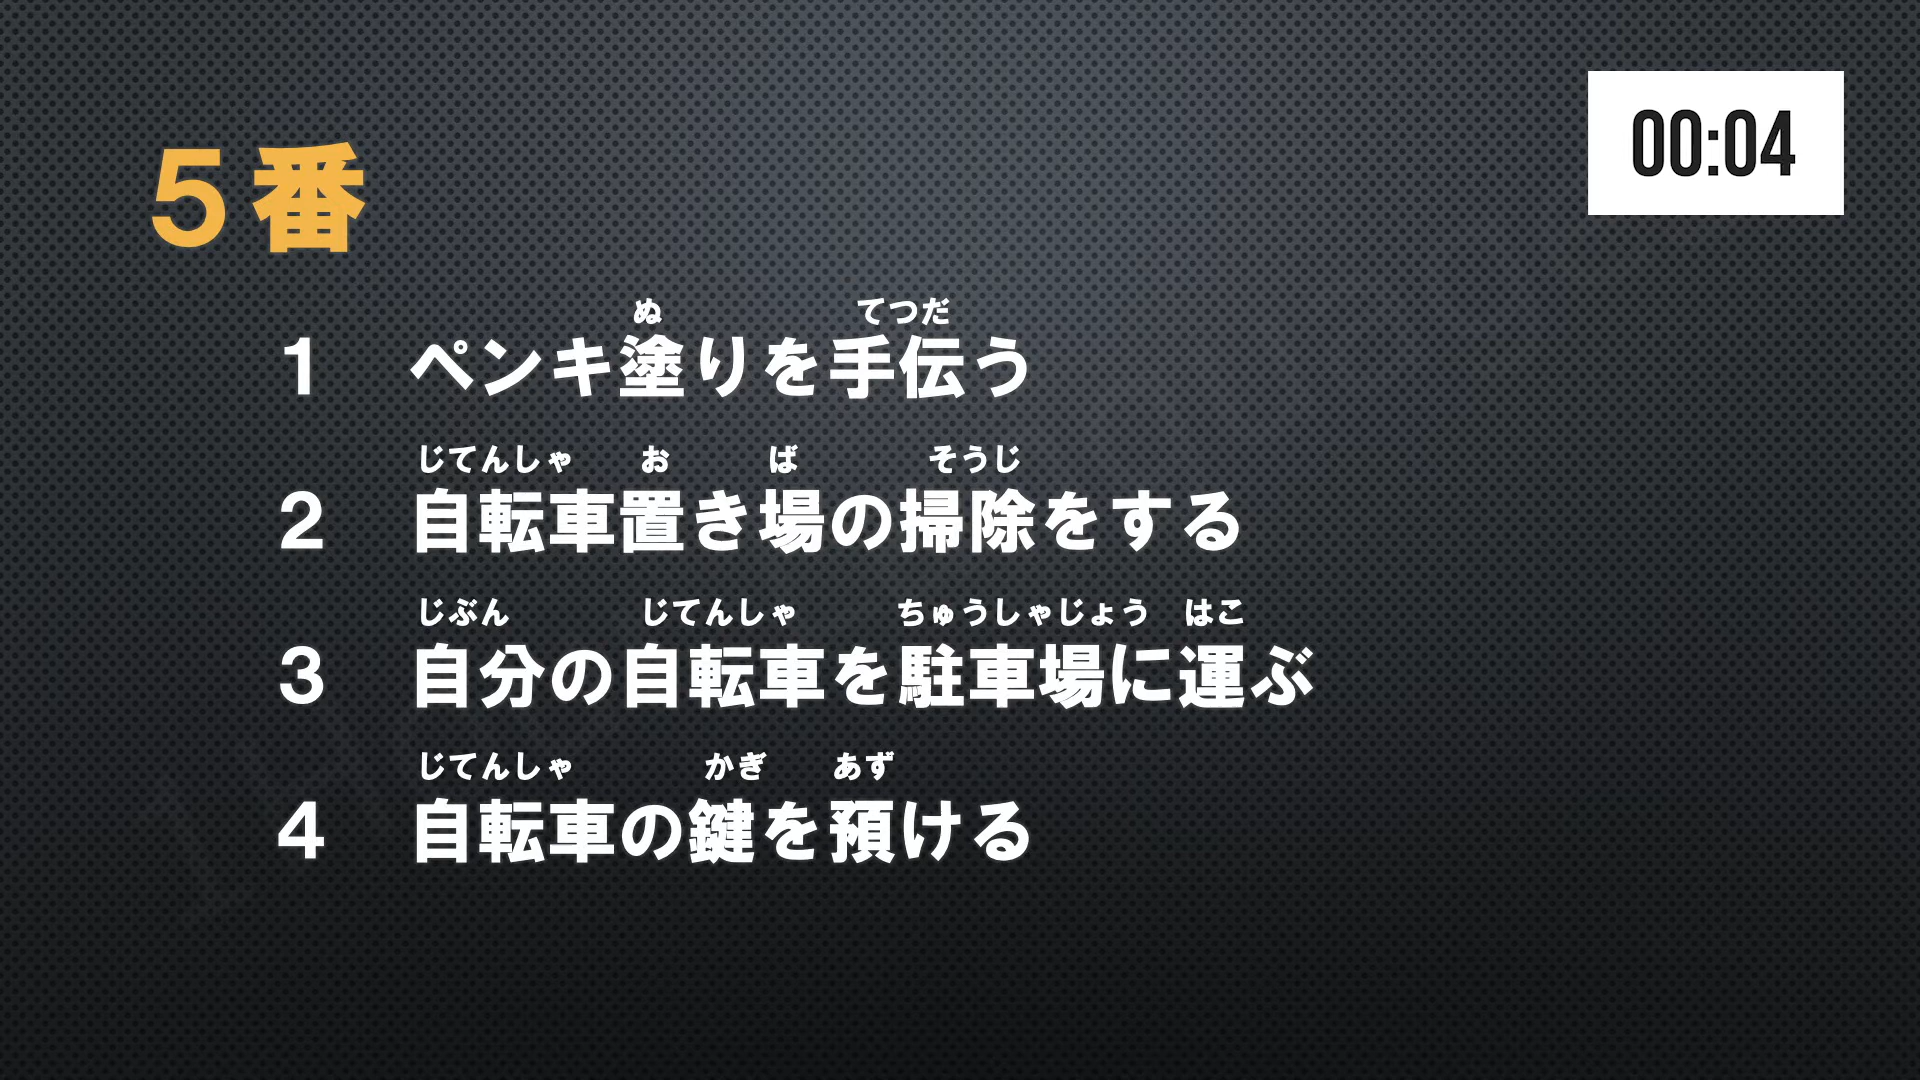 00:04
5番
ぬ てつだ
1 ペンキ塗りを手伝う
じてんしゃ お ば そうじ
2 自転車置き場の掃除をする
じぶん じてんしゃ ちゅうしゃじょう はこ
3 自分の自転車を駐車場に運ぶ
じてんしゃ かぎ あず
4 自転車の鍵を預ける